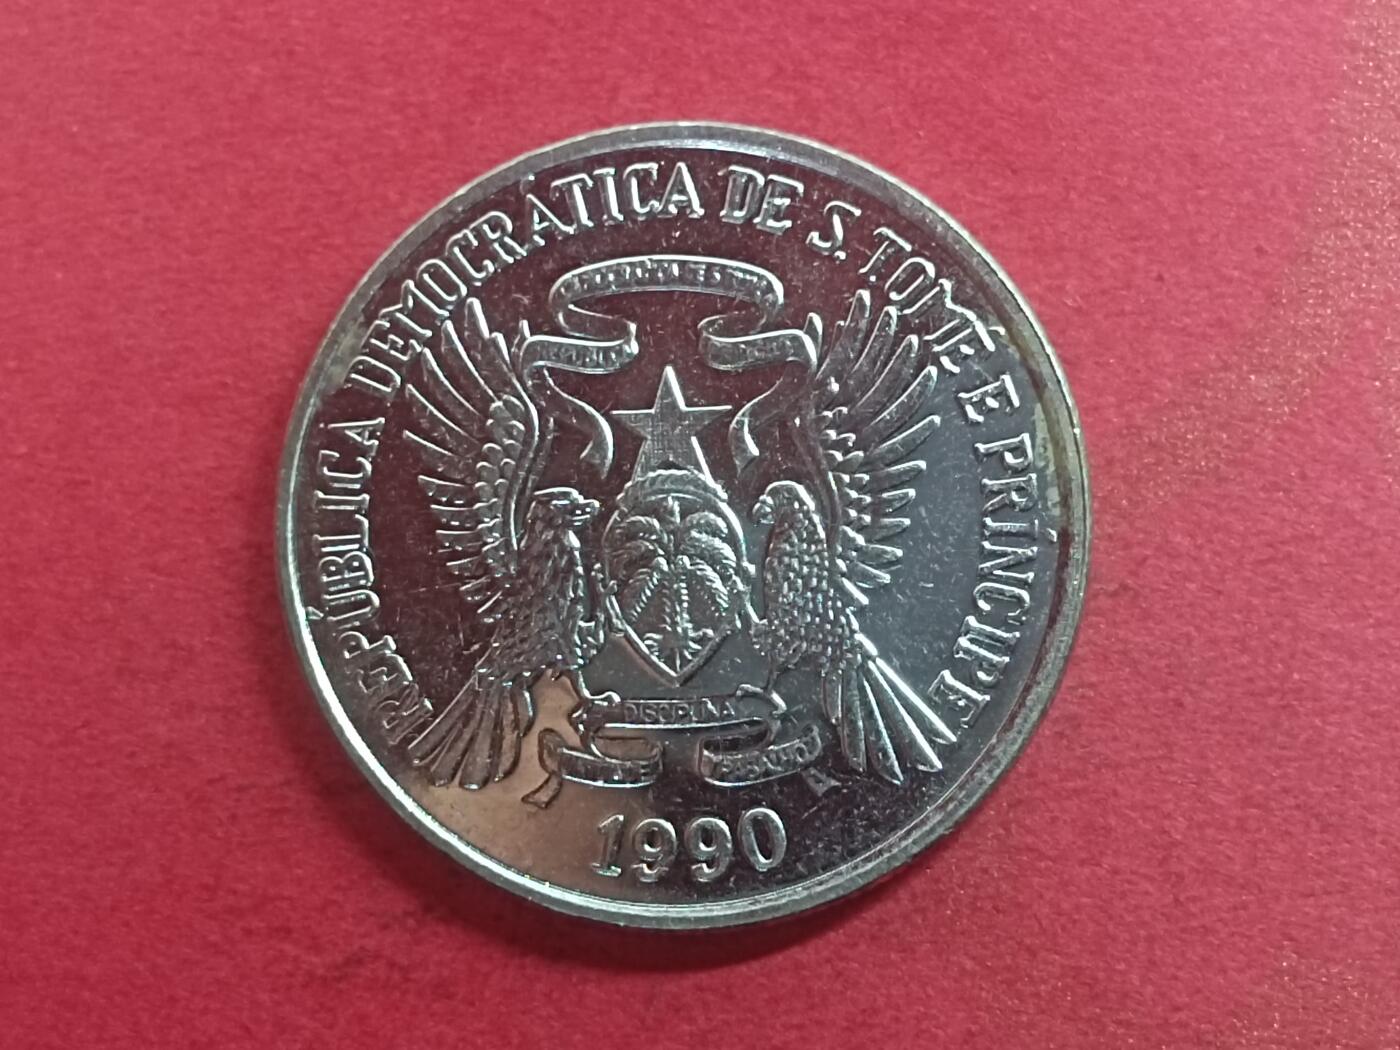 REPÚBLICA DEMOCRÁTICA DE S. TOMÉ E PRÍNCIPE
DISCIPLINA
1990